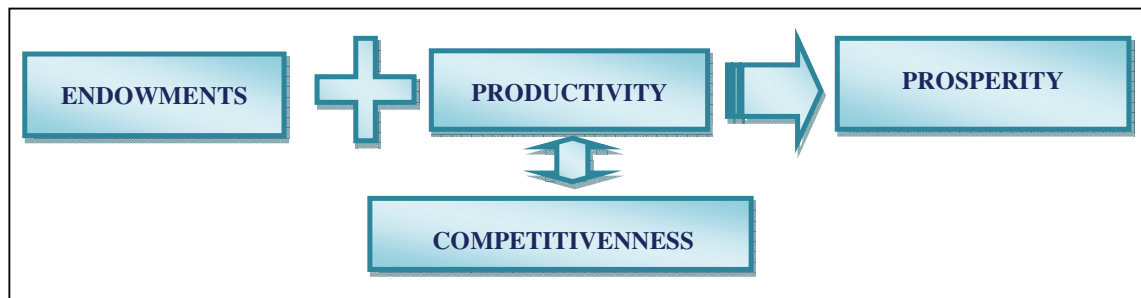 ENDOWMENTS
PRODUCTIVITY
PROSPERITY
COMPETITIVENNESS